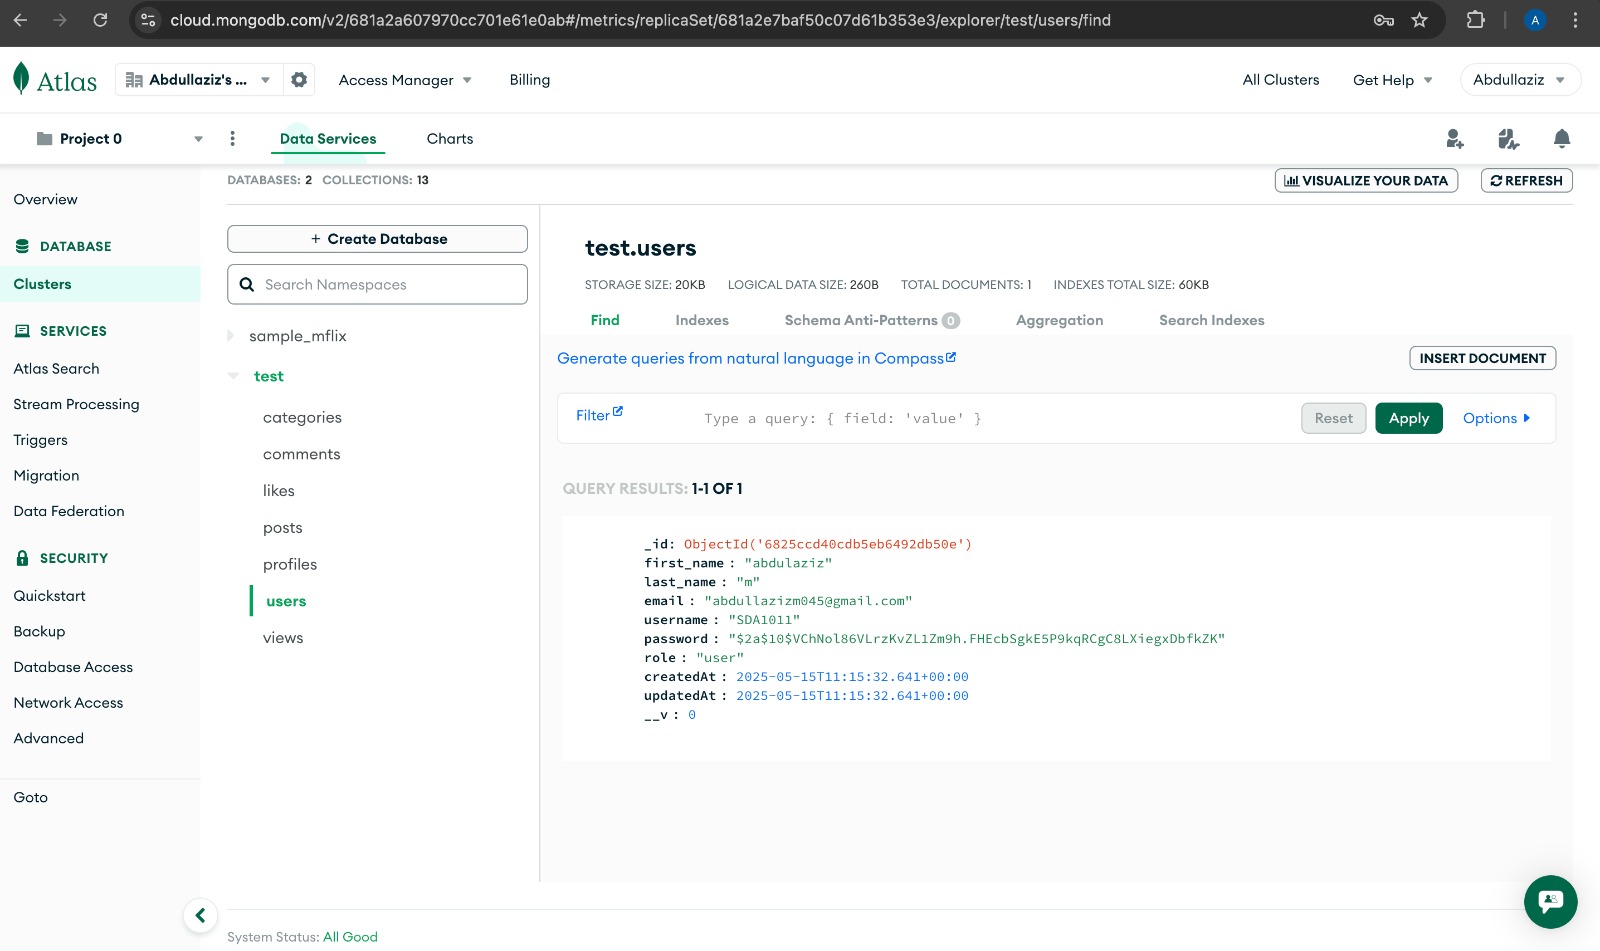 cloud.mongodb.com/v2/681a2a607970cc701e61e0ab#/metrics/replicaSet/681a2e7baf50c07d61b353e3/explorer/test/users/find
A
Atlas
Abdullaziz's ...
Access Manager
Billing
All Clusters
Get Help
Abdullaziz
Project 0
Data Services
Charts
DATABASES: 2 COLLECTIONS: 13
VISUALIZE YOUR DATA
REFRESH
Overview
DATABASE
Clusters
SERVICES
Atlas Search
Stream Processing
Triggers
Migration
Data Federation
SECURITY
Quickstart
Backup
Database Access
Network Access
Advanced
Goto
+ Create Database
Search Namespaces
sample_mflix
test
categories
comments
likes
posts
profiles
users
views
test.users
STORAGE SIZE: 20KB LOGICAL DATA SIZE: 260B TOTAL DOCUMENTS: 1 INDEXES TOTAL SIZE: 60KB
Find Indexes Schema Anti-Patterns 0 Aggregation Search Indexes
Generate queries from natural language in Compass
INSERT DOCUMENT
Filter
Type a query: { field: 'value' }
Reset
Apply
Options
QUERY RESULTS: 1-1 OF 1
_id: ObjectId('6825ccd40cdb5eb6492db50e')
first_name : "abdulaziz"
last_name : "m"
email : "abdullazizm045@gmail.com"
username : "SDA1011"
password : "$2a$10$VChNol86VLrzKvZL1Zm9h.FHEcbSgkE5P9kqRCgC8LXiegxDbfkZK"
role : "user"
createdAt : 2025-05-15T11:15:32.641+00:00
updatedAt : 2025-05-15T11:15:32.641+00:00
__v : 0
System Status: All Good